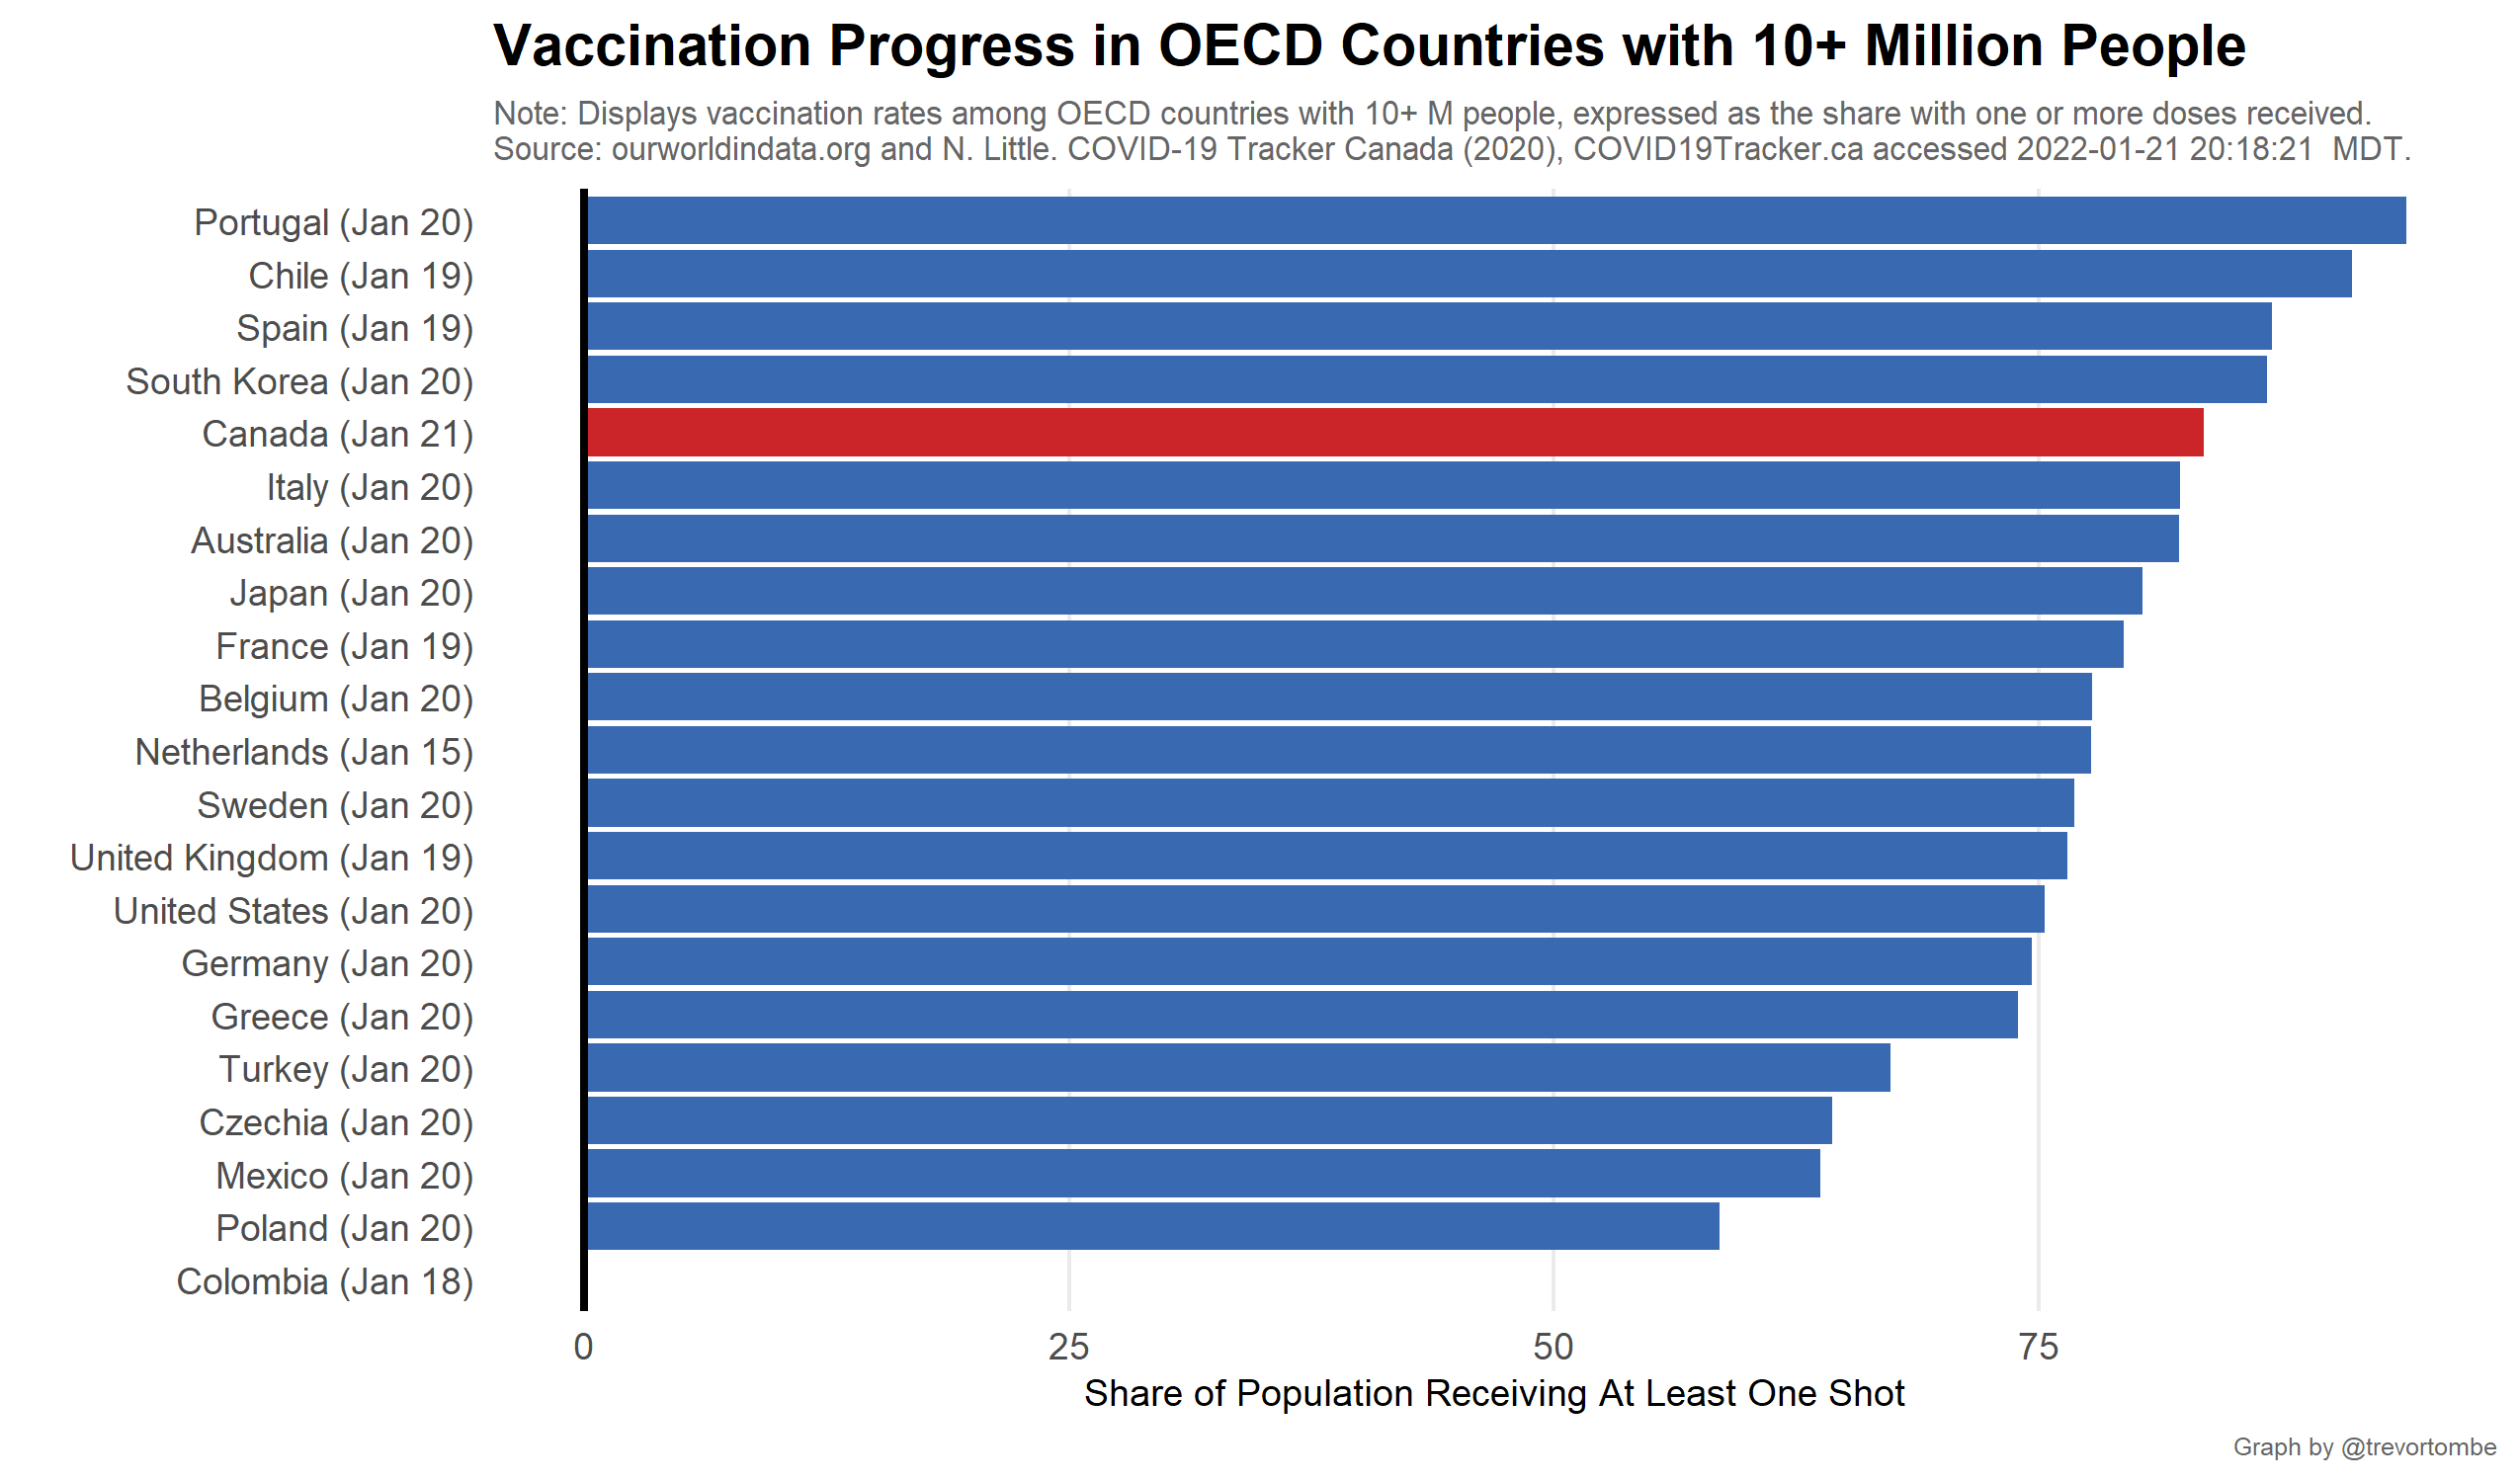 Vaccination Progress in OECD Countries with 10+ Million People
Note: Displays vaccination rates among OECD countries with 10+ M people, expressed as the share with one or more doses received.
Source: ourworldindata.org and N. Little. COVID-19 Tracker Canada (2020), COVID19Tracker.ca accessed 2022-01-21 20:18:21  MDT.
Portugal (Jan 20)
Chile (Jan 19)
Spain (Jan 19)
South Korea (Jan 20)
Canada (Jan 21)
Italy (Jan 20)
Australia (Jan 20)
Japan (Jan 20)
France (Jan 19)
Belgium (Jan 20)
Netherlands (Jan 15)
Sweden (Jan 20)
United Kingdom (Jan 19)
United States (Jan 20)
Germany (Jan 20)
Greece (Jan 20)
Turkey (Jan 20)
Czechia (Jan 20)
Mexico (Jan 20)
Poland (Jan 20)
Colombia (Jan 18)
0 25 50 75
Share of Population Receiving At Least One Shot
Graph by @trevortombe